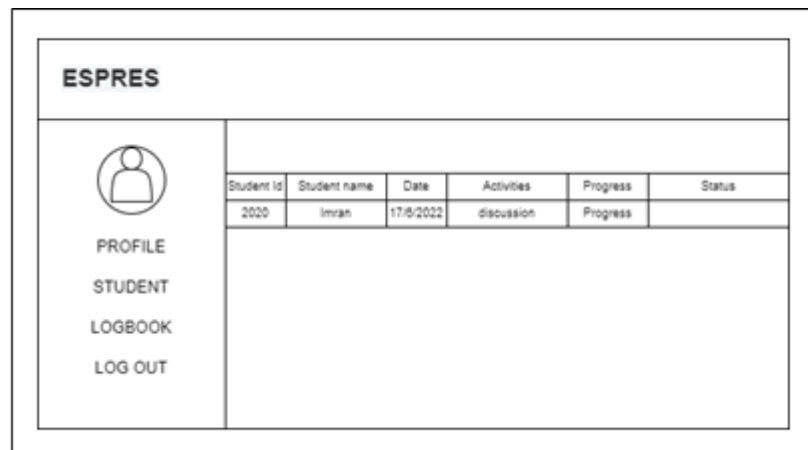 ESPRES
Student Id Student name Date Activities Progress Status
2020 Imran 17/6/2022 discussion Progress
PROFILE
STUDENT
LOGBOOK
LOG OUT